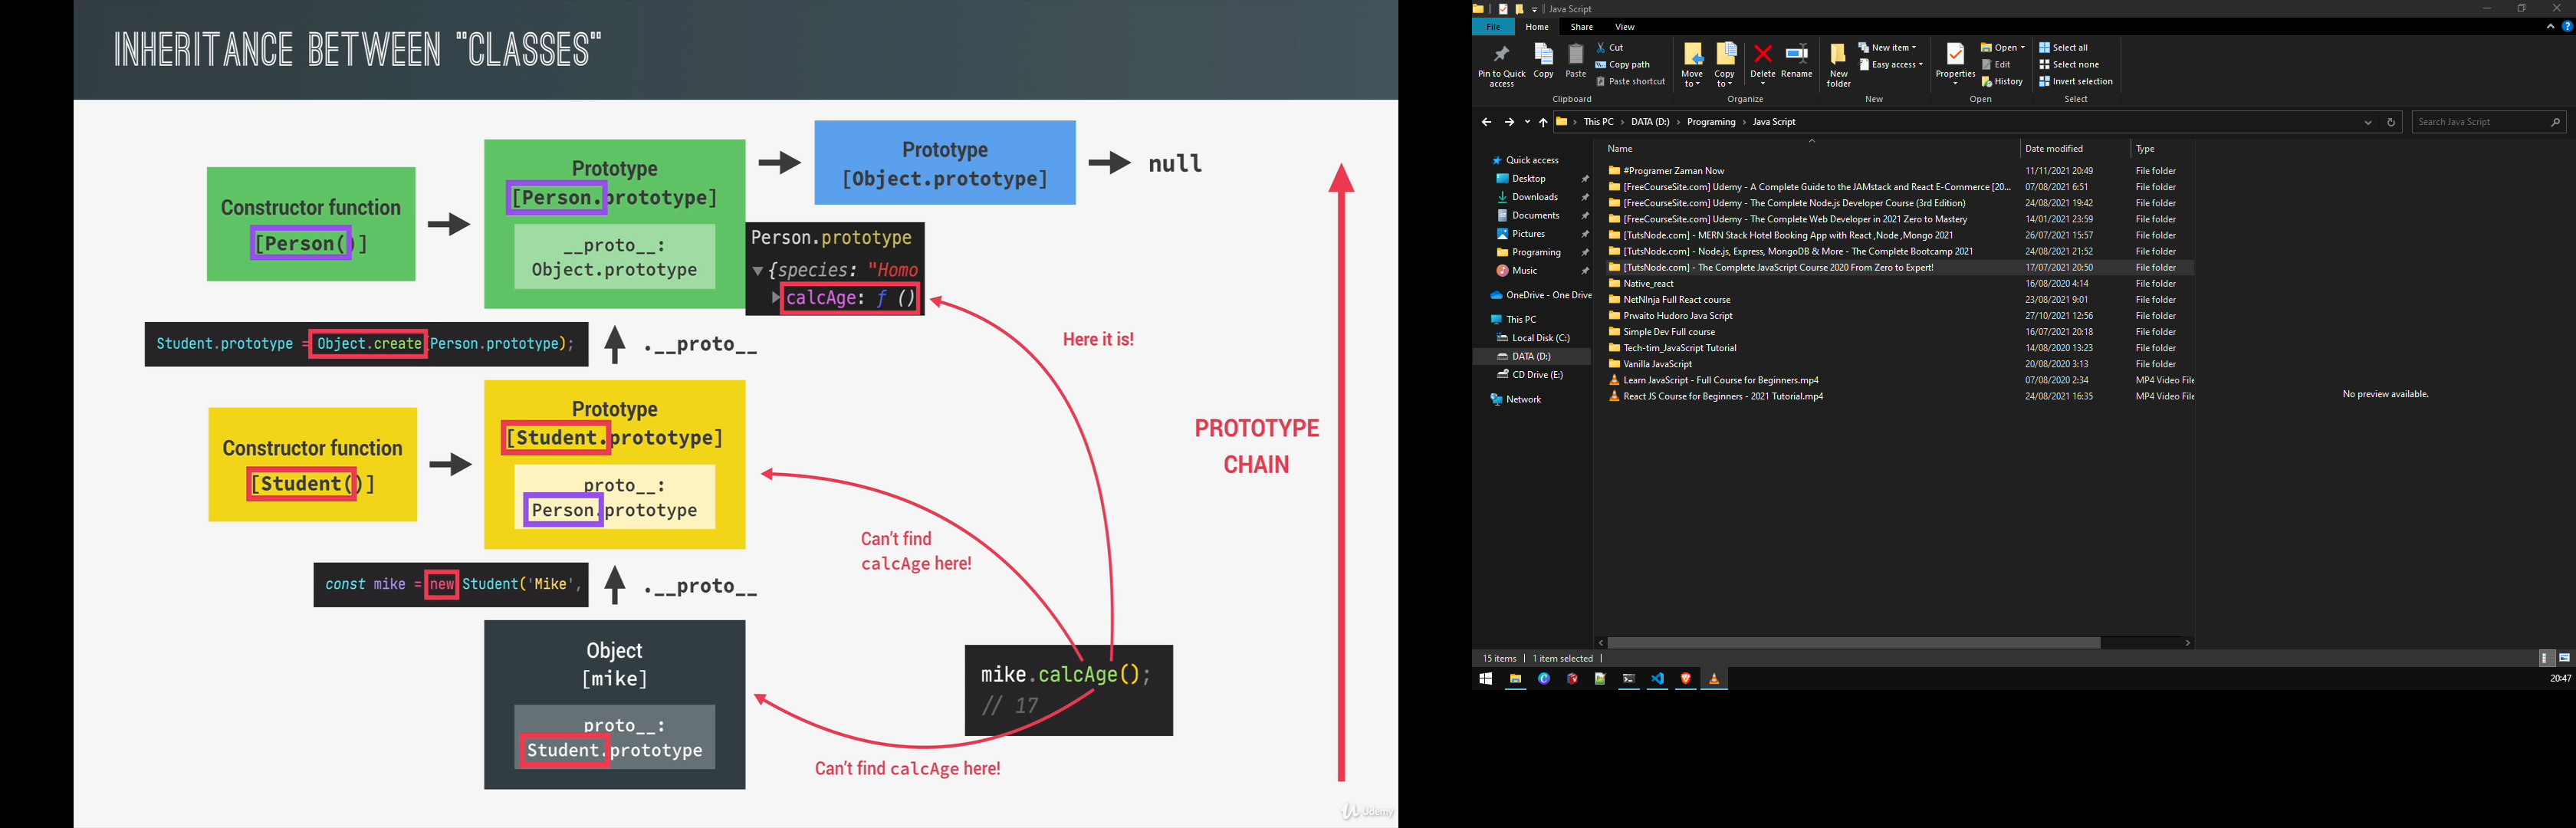 INHERITANCE BETWEEN "CLASSES"
Constructor function
[Person()]
Prototype
[Person.prototype]
__proto__:
Object.prototype
Prototype
[Object.prototype]
null
Person.prototype
{species: "Homo
calcAge: ƒ ()
Here it is!
Student.prototype = Object.create(Person.prototype);
.__proto__
Constructor function
[Student()]
Prototype
[Student.prototype]
proto__:
Person.prototype
Can't find
calcAge here!
PROTOTYPE
CHAIN
const mike = new Student('Mike',
.__proto__
Object
[mike]
proto__:
Student.prototype
mike.calcAge();
// 17
Can't find calcAge here!
Udemy
Java Script
File Home Share View
Pin to Quick access
Copy
Paste
Cut
Copy path
Paste shortcut
Clipboard
Move to
Copy to
Delete
Rename
Organize
New folder
New item
Easy access
New
Properties
Open
Edit
History
Open
Select all
Select none
Invert selection
Select
This PC > DATA (D:) > Programing > Java Script
Search Java Script
Quick access
Desktop
Downloads
Documents
Pictures
Programing
Music
OneDrive - One Drive
This PC
Local Disk (C:)
DATA (D:)
CD Drive (E:)
Network
Name Date modified Type
#Programer Zaman Now 11/11/2021 20:49 File folder
[FreeCourseSite.com] Udemy - A Complete Guide to the JAMstack and React E-Commerce [20... 07/08/2021 6:51 File folder
[FreeCourseSite.com] Udemy - The Complete Node.js Developer Course (3rd Edition) 24/08/2021 19:42 File folder
[FreeCourseSite.com] Udemy - The Complete Web Developer in 2021 Zero to Mastery 14/01/2021 23:59 File folder
[TutsNode.com] - MERN Stack Hotel Booking App with React ,Node ,Mongo 2021 26/07/2021 15:57 File folder
[TutsNode.com] - Node.js, Express, MongoDB & More - The Complete Bootcamp 2021 24/08/2021 21:52 File folder
[TutsNode.com] - The Complete JavaScript Course 2020 From Zero to Expert! 17/07/2021 20:50 File folder
Native_react 16/08/2020 4:14 File folder
NetNInja Full React course 23/08/2021 9:01 File folder
Prwaito Hudoro Java Script 27/10/2021 12:56 File folder
Simple Dev Full course 16/07/2021 20:18 File folder
Tech-tim_JavaScript Tutorial 14/08/2020 13:23 File folder
Vanilla JavaScript 20/08/2020 3:13 File folder
Learn JavaScript - Full Course for Beginners.mp4 07/08/2020 2:34 MP4 Video File
React JS Course for Beginners - 2021 Tutorial.mp4 24/08/2021 16:35 MP4 Video File
No preview available.
15 items 1 item selected
20:47